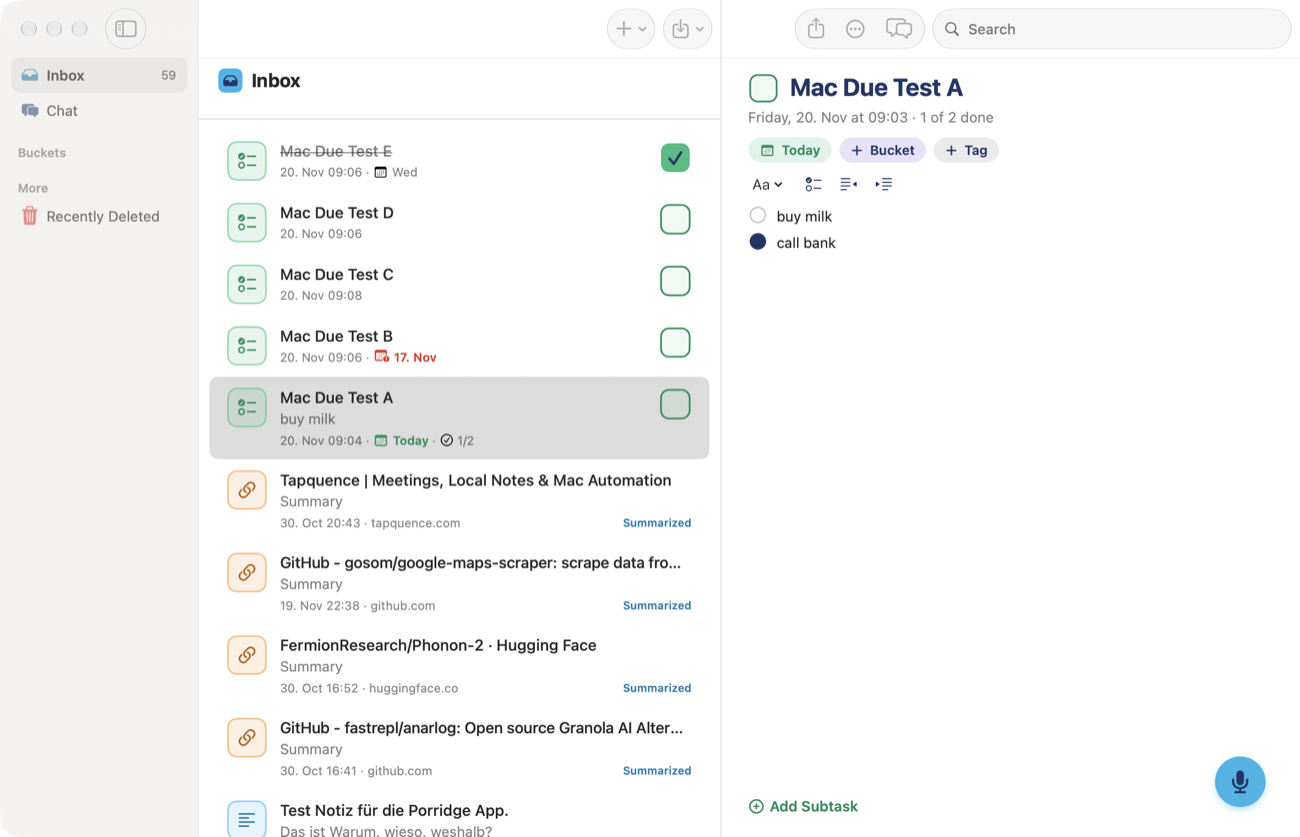 Inbox 59
Chat
Buckets
More
Recently Deleted
Inbox
Mac Due Test E
20. Nov 09:06 · Wed
Mac Due Test D
20. Nov 09:06
Mac Due Test C
20. Nov 09:08
Mac Due Test B
20. Nov 09:06 · 17. Nov
Mac Due Test A
buy milk
20. Nov 09:04 · Today · 1/2
Tapquence | Meetings, Local Notes & Mac Automation
Summary
30. Oct 20:43 · tapquence.com Summarized
GitHub - gosom/google-maps-scraper: scrape data fro...
Summary
19. Nov 22:38 · github.com Summarized
FermionResearch/Phonon-2 · Hugging Face
Summary
30. Oct 16:52 · huggingface.co Summarized
GitHub - fastrepl/anarlog: Open source Granola AI Alter...
Summary
30. Oct 16:41 · github.com Summarized
Test Notiz für die Porridge App.
Das ist Warum, wieso, weshalb?
Search
Mac Due Test A
Friday, 20. Nov at 09:03 · 1 of 2 done
Today + Bucket + Tag
Aa
buy milk
call bank
Add Subtask